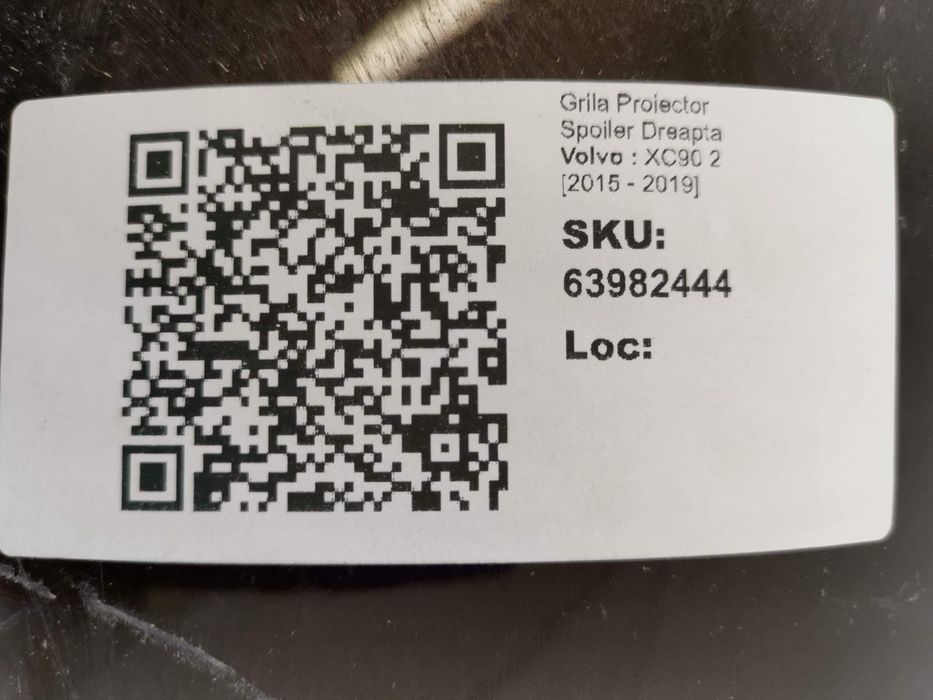 Grila Proiector
Spoiler Dreapta
Volvo : XC90 2
[2015 - 2019]
SKU:
63982444
Loc: